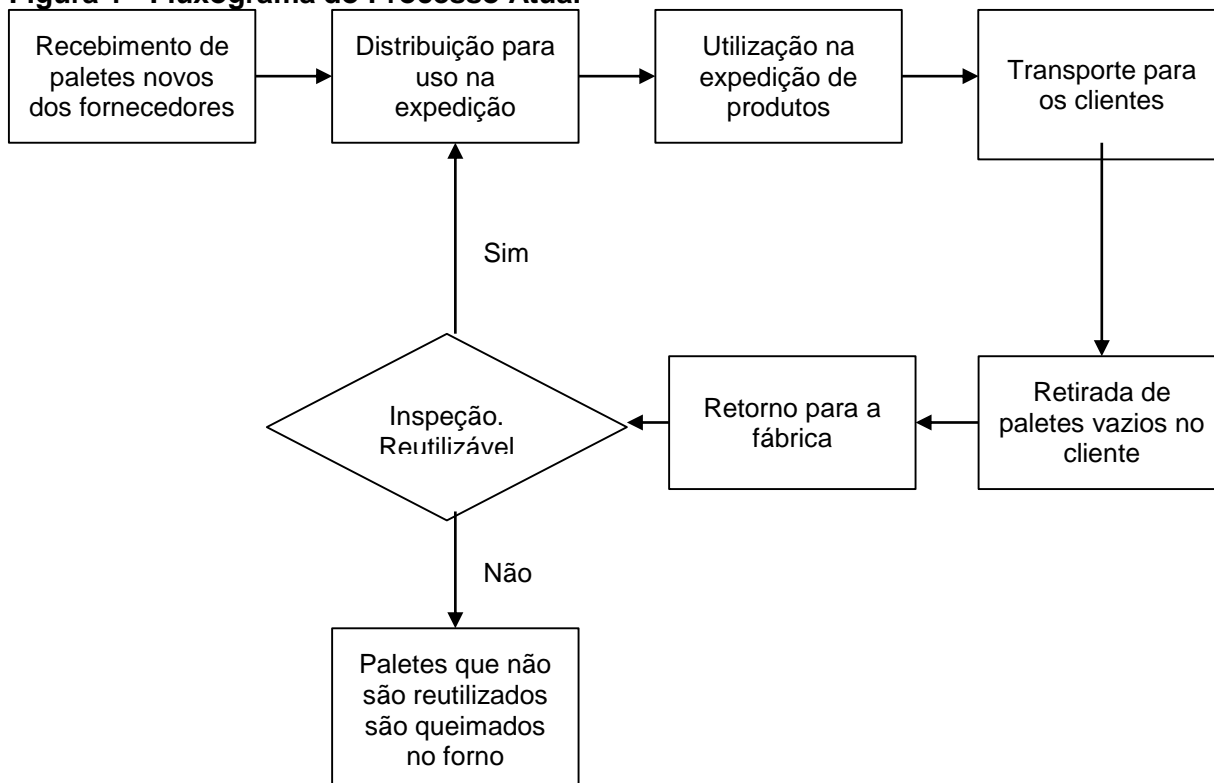 Recebimento de
paletes novos
dos fornecedores
Distribuição para
uso na
expedição
Utilização na
expedição de
produtos
Transporte para
os clientes
Sim
Inspeção.
Reutilizável
Retorno para a
fábrica
Retirada de
paletes vazios no
cliente
Não
Paletes que não
são reutilizados
são queimados
no forno